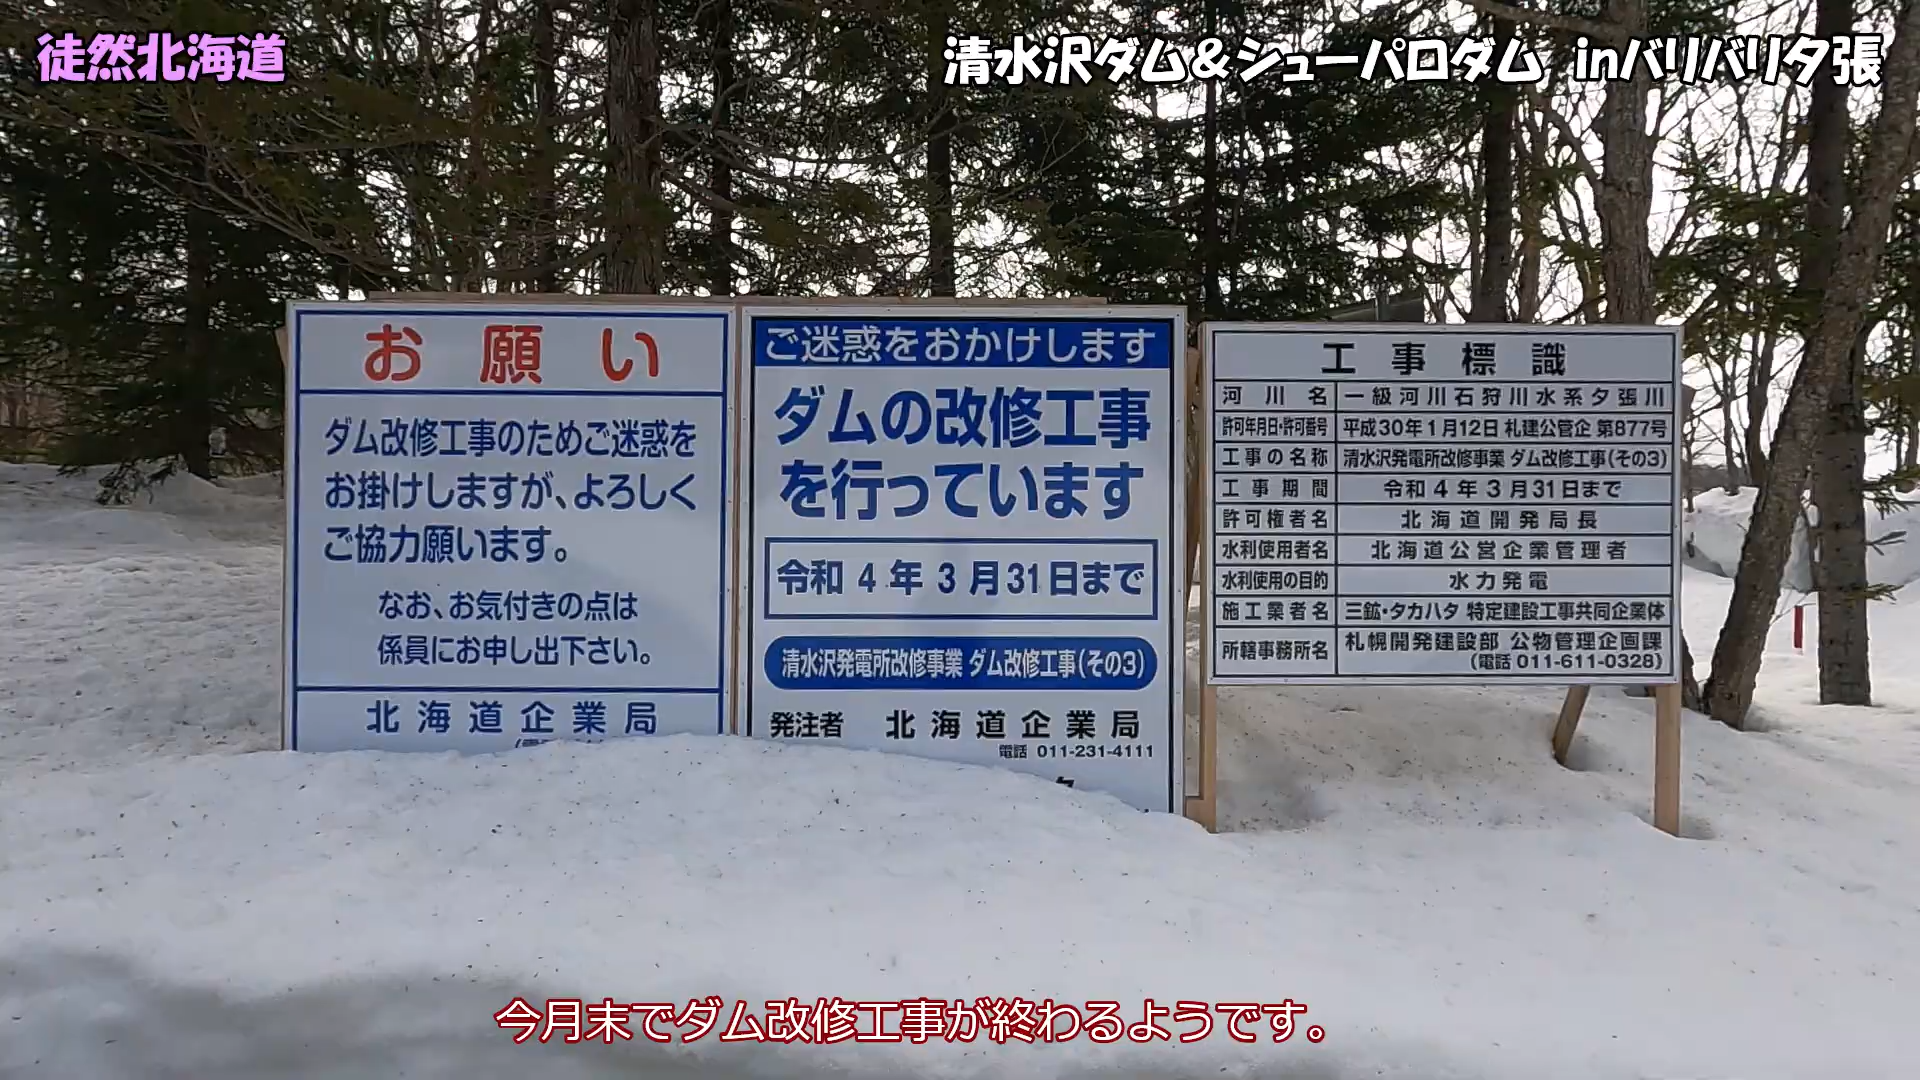 徒然北海道
清水沢ダム&シューパロダム inバリバリ夕張
お願い
ダム改修工事のためご迷惑を
お掛けしますが、よろしく
ご協力願います。
なお、お気付きの点は
係員にお申し出下さい。
北海道企業局
ご迷惑をおかけします
ダムの改修工事
を行っています
令和4年3月31日まで
清水沢発電所改修事業 ダム改修工事(その3)
発注者 北海道企業局
電話 011-231-4111
工事標識
河川名 一級河川石狩川水系夕張川
許可年月日・許可番号 平成30年1月12日 札建公管企 第877号
工事の名称 清水沢発電所改修事業 ダム改修工事(その3)
工事期間 令和4年3月31日まで
許可権者名 北海道開発局長
水利使用者名 北海道公営企業管理者
水利使用の目的 水力発電
施工業者名 三鉱・タカハタ 特定建設工事共同企業体
所轄事務所名 札幌開発建設部 公物管理企画課
(電話 011-611-0328)
今月末でダム改修工事が終わるようです。